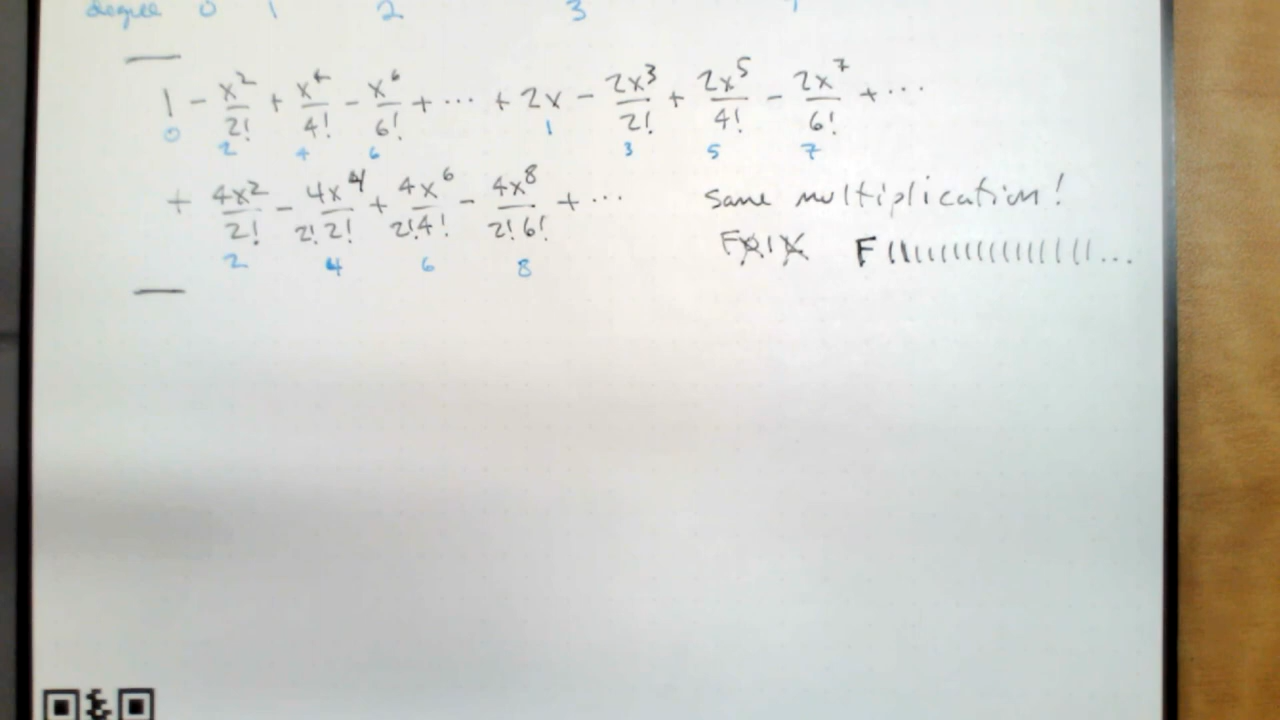 degree 0 1 2 3
1 - x²/2! + x⁴/4! - x⁶/6! + ... + 2x - 2x³/2! + 2x⁵/4! - 2x⁷/6! + ...
0 2 4 6 1 3 5 7
+ 4x²/2! - 4x⁴/2!2! + 4x⁶/2!4! - 4x⁸/2!6! + ... same multiplication!
2 4 6 8